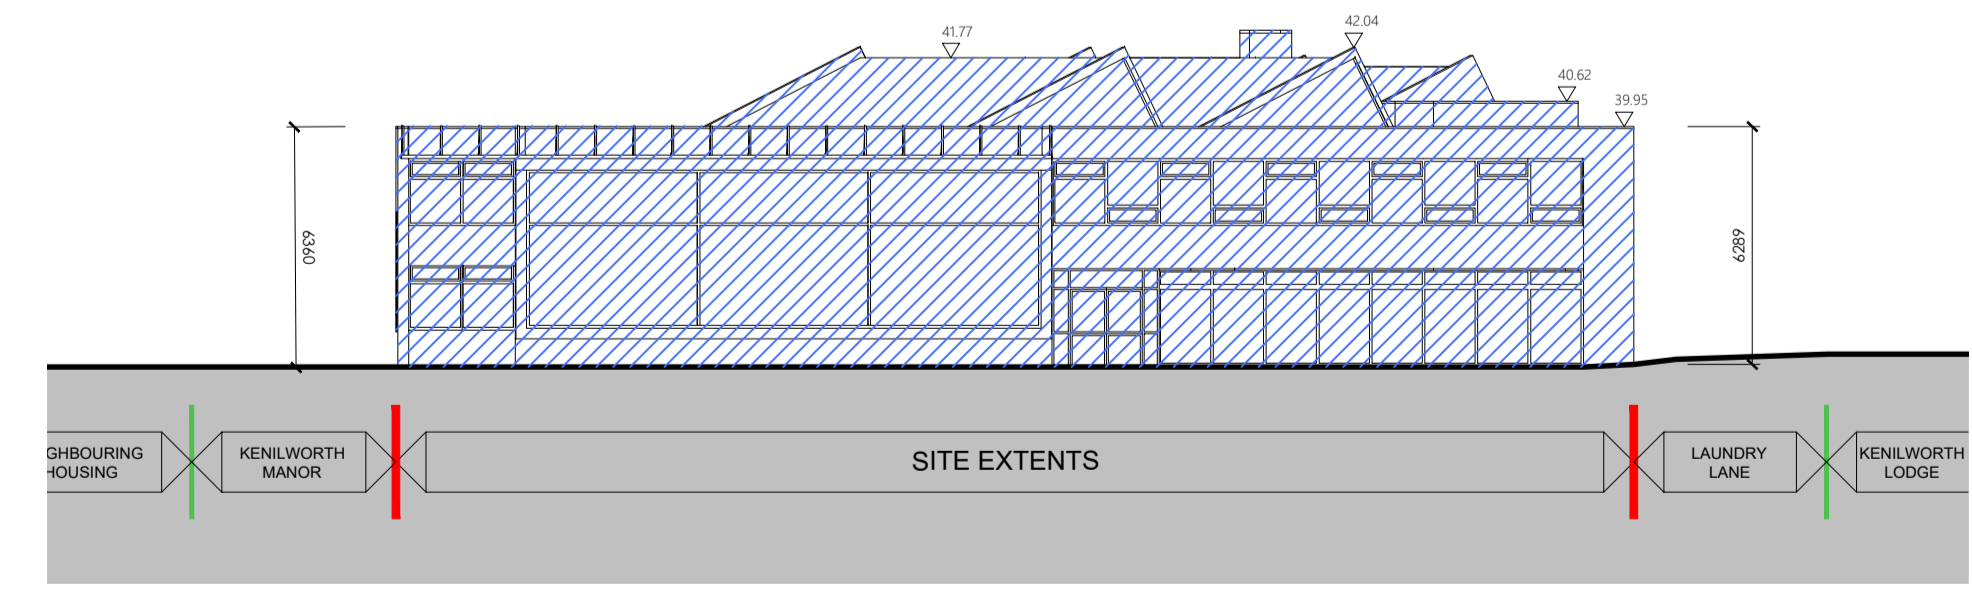 41.77
42.04
40.62
39.95
6360
6289
GHBOURING
HOUSING
KENILWORTH
MANOR
SITE EXTENTS
LAUNDRY
LANE
KENILWORTH
LODGE